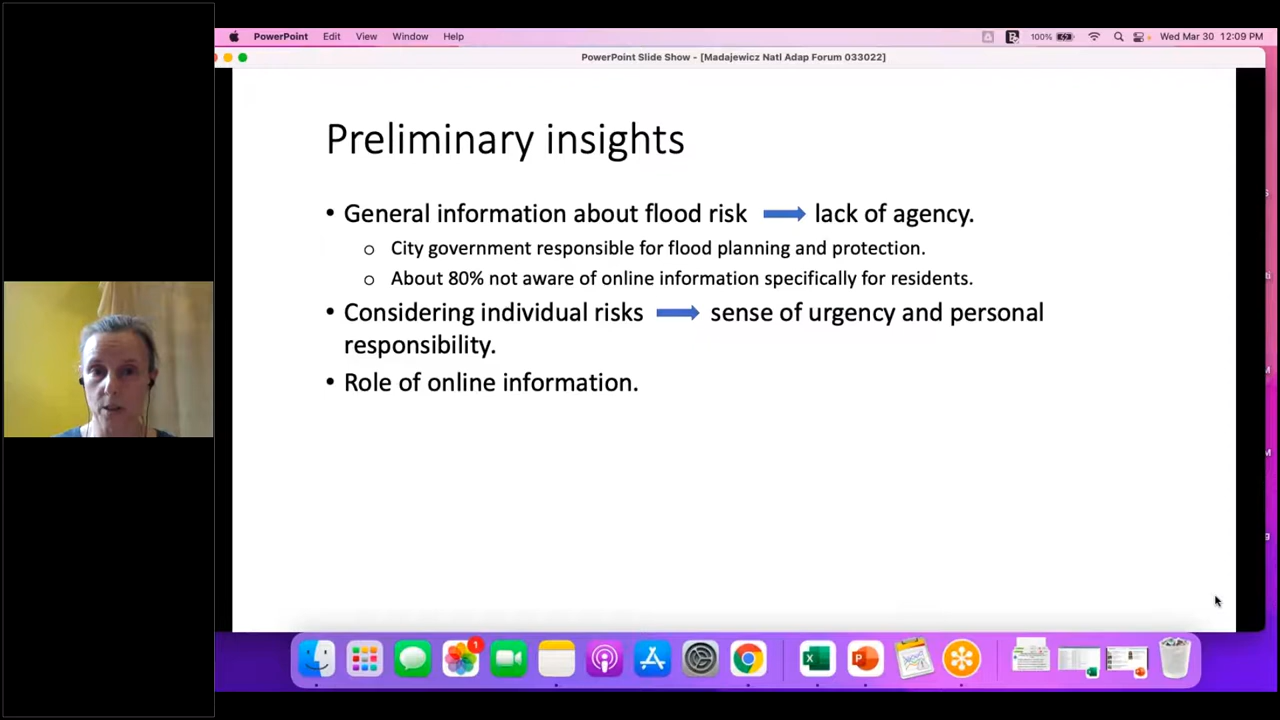 PowerPoint Edit View Window Help 100% Wed Mar 30 12:09 PM
PowerPoint Slide Show - [Madajewicz Natl Adap Forum 033022]
Preliminary insights
• General information about flood risk lack of agency.
o City government responsible for flood planning and protection.
o About 80% not aware of online information specifically for residents.
• Considering individual risks sense of urgency and personal
responsibility.
• Role of online information.
1